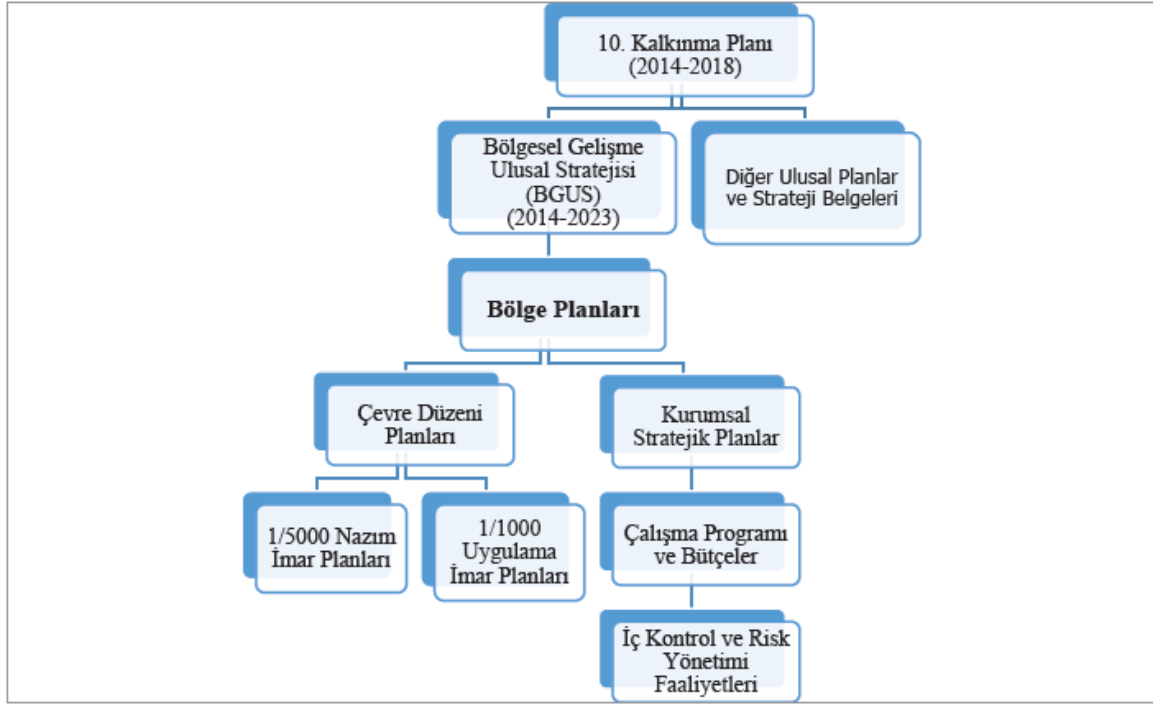 10. Kalkınma Planı
(2014-2018)
Bölgesel Gelişme
Ulusal Stratejisi
(BGUS)
(2014-2023)
Diğer Ulusal Planlar
ve Strateji Belgeleri
Bölge Planları
Çevre Düzeni
Planları
Kurumsal
Stratejik Planlar
1/5000 Nazım
İmar Planları
1/1000
Uygulama
İmar Planları
Çalışma Programı
ve Bütçeler
İç Kontrol ve Risk
Yönetimi
Faaliyetleri